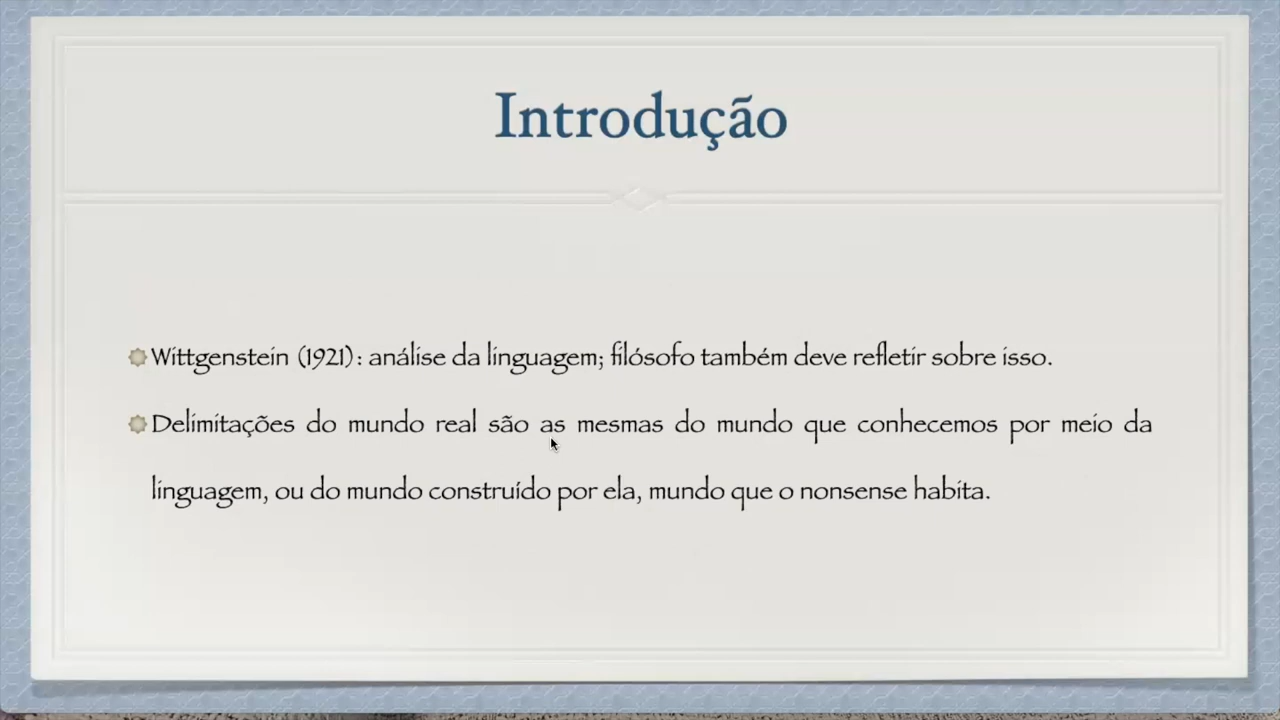 Introdução
Wittgenstein (1921): análise da linguagem; filósofo também deve refletir sobre isso.
Delimitações do mundo real são as mesmas do mundo que conhecemos por meio da
linguagem, ou do mundo construído por ela, mundo que o nonsense habita.